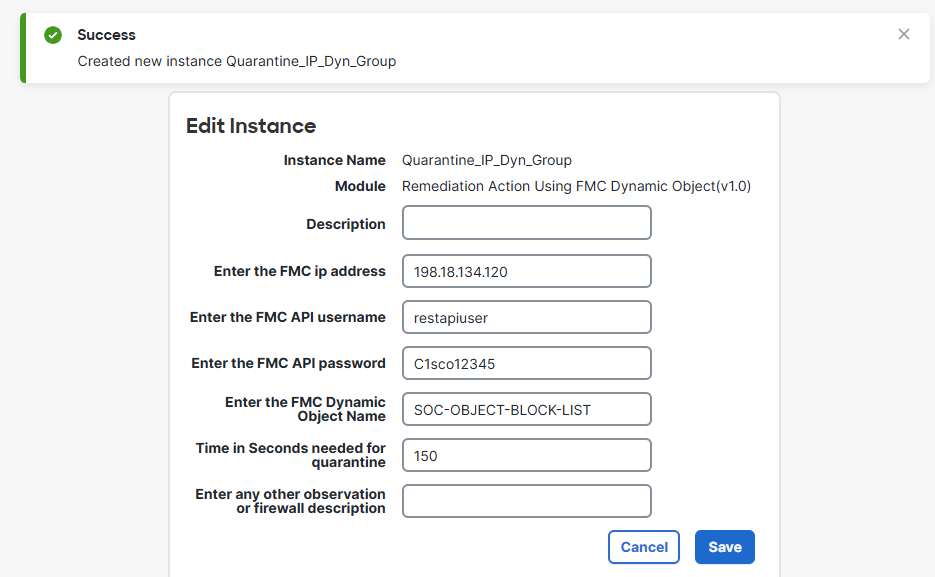 Success
Created new instance Quarantine_IP_Dyn_Group
Edit Instance
Instance Name Quarantine_IP_Dyn_Group
Module Remediation Action Using FMC Dynamic Object(v1.0)
Description
Enter the FMC ip address 198.18.134.120
Enter the FMC API username restapiuser
Enter the FMC API password C1sco12345
Enter the FMC Dynamic
Object Name SOC-OBJECT-BLOCK-LIST
Time in Seconds needed for
quarantine 150
Enter any other observation
or firewall description
Cancel Save